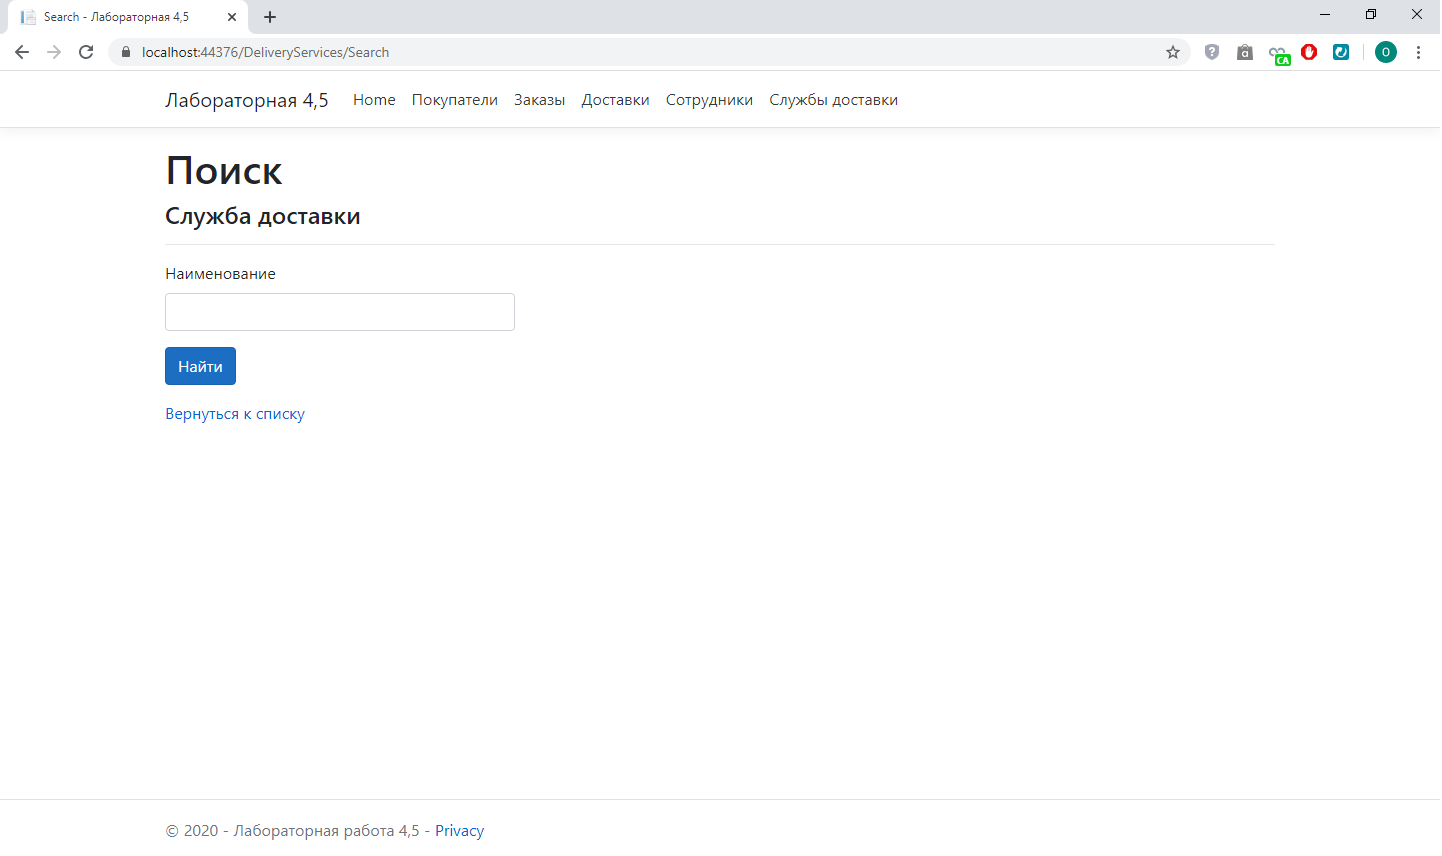 Search - Лабораторная 4,5
localhost:44376/DeliveryServices/Search
a
CA
O
Лабораторная 4,5 Home Покупатели Заказы Доставки Сотрудники Службы доставки
Поиск
Служба доставки
Наименование
Найти
Вернуться к списку
© 2020 - Лабораторная работа 4,5 - Privacy